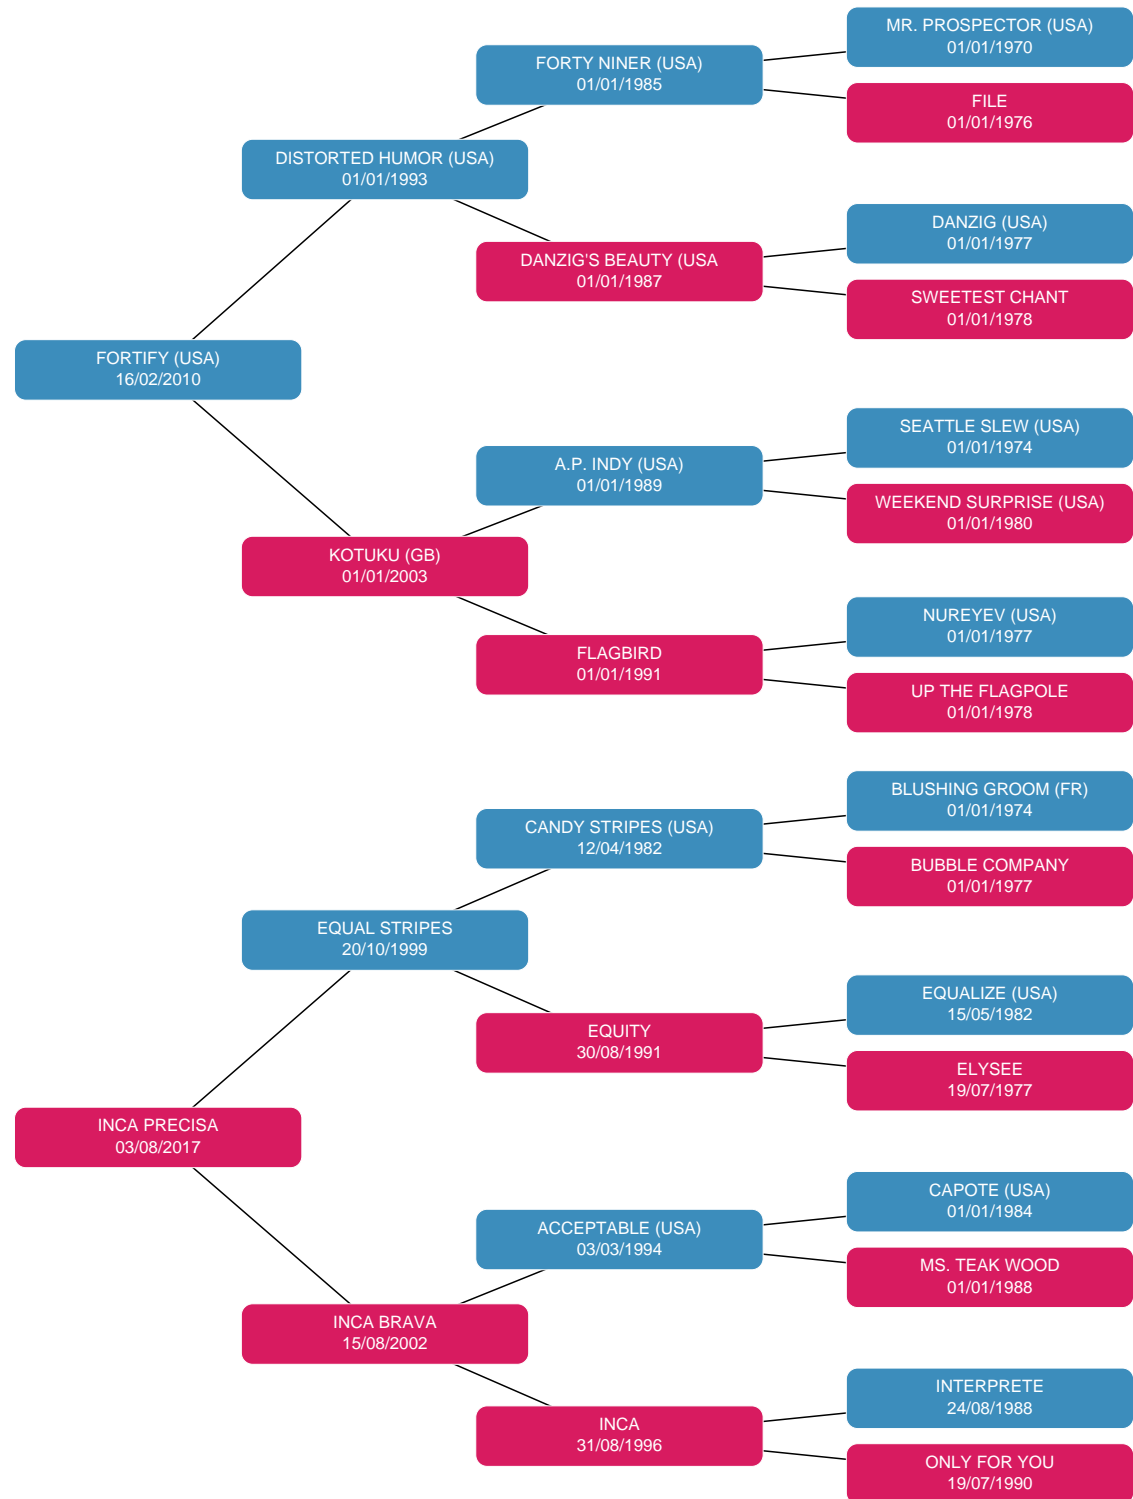 MR. PROSPECTOR (USA)
01/01/1970
FORTY NINER (USA)
01/01/1985
FILE
01/01/1976
DISTORTED HUMOR (USA)
01/01/1993
DANZIG (USA)
01/01/1977
DANZIG'S BEAUTY (USA
01/01/1987
SWEETEST CHANT
01/01/1978
FORTIFY (USA)
16/02/2010
SEATTLE SLEW (USA)
01/01/1974
A.P. INDY (USA)
01/01/1989
WEEKEND SURPRISE (USA)
01/01/1980
KOTUKU (GB)
01/01/2003
NUREYEV (USA)
01/01/1977
FLAGBIRD
01/01/1991
UP THE FLAGPOLE
01/01/1978
BLUSHING GROOM (FR)
01/01/1974
CANDY STRIPES (USA)
12/04/1982
BUBBLE COMPANY
01/01/1977
EQUAL STRIPES
20/10/1999
EQUALIZE (USA)
15/05/1982
EQUITY
30/08/1991
ELYSEE
19/07/1977
INCA PRECISA
03/08/2017
CAPOTE (USA)
01/01/1984
ACCEPTABLE (USA)
03/03/1994
MS. TEAK WOOD
01/01/1988
INCA BRAVA
15/08/2002
INTERPRETE
24/08/1988
INCA
31/08/1996
ONLY FOR YOU
19/07/1990